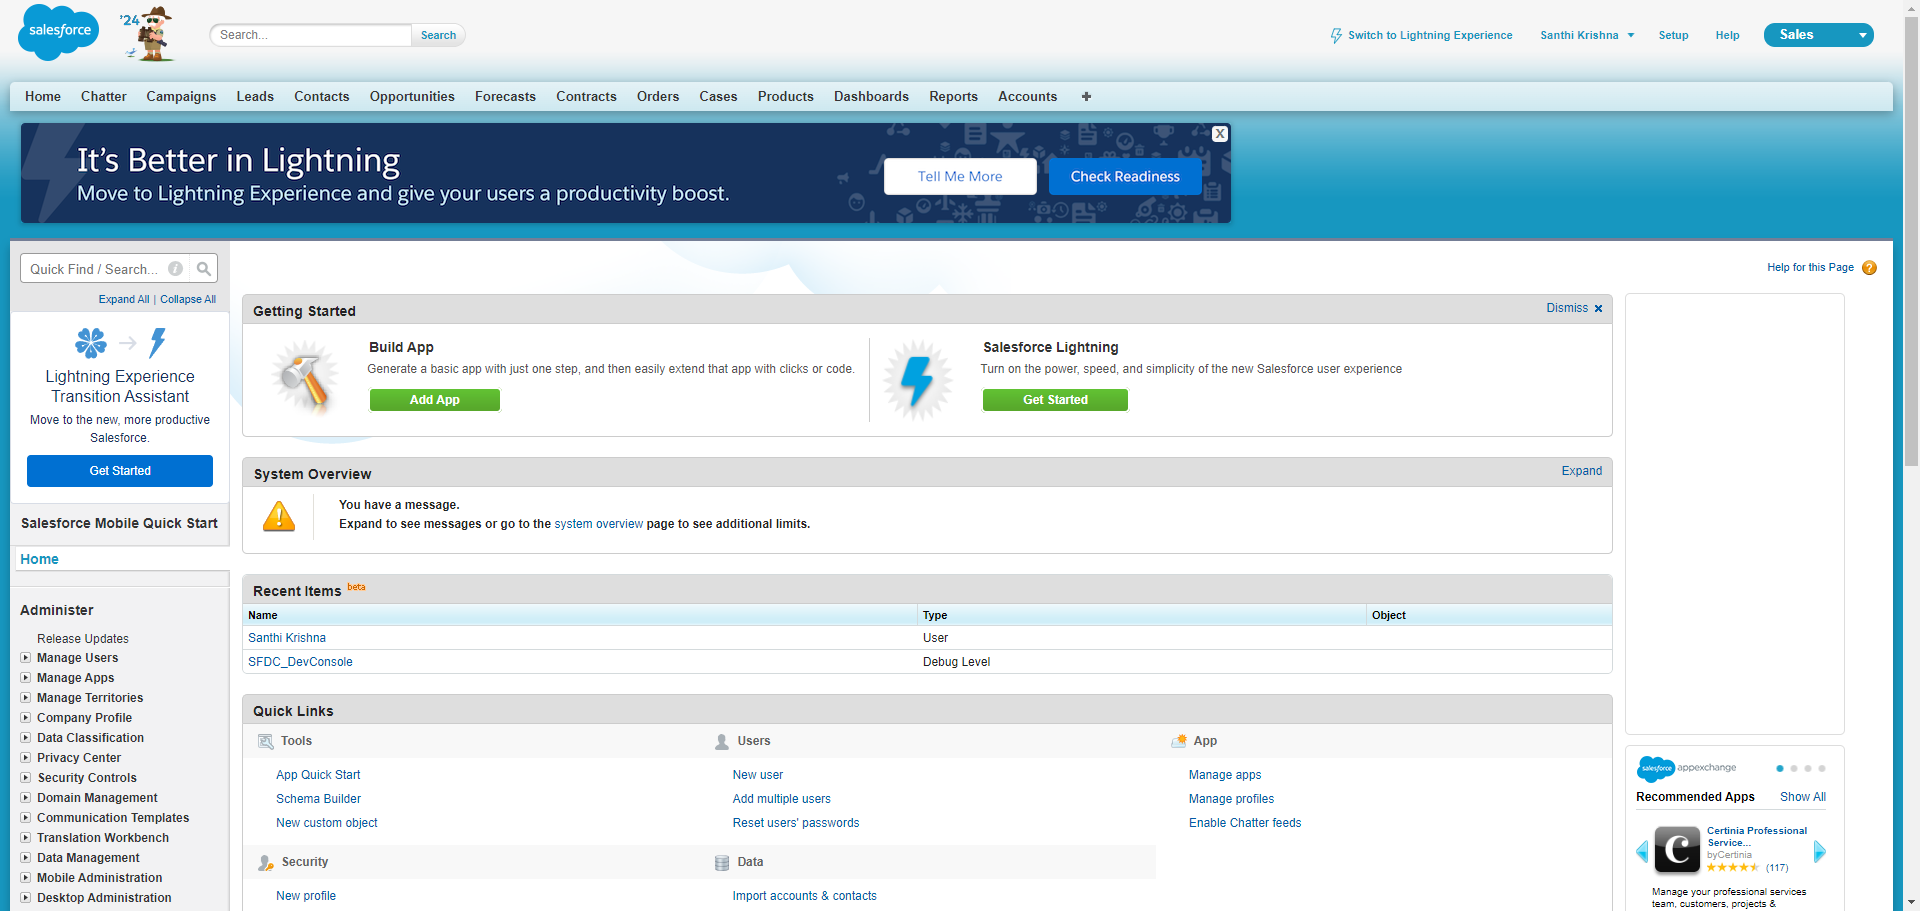 salesforce
'24
Search...
Search
Switch to Lightning Experience
Santhi Krishna
Setup
Help
Sales
Home
Chatter
Campaigns
Leads
Contacts
Opportunities
Forecasts
Contracts
Orders
Cases
Products
Dashboards
Reports
Accounts
+
It's Better in Lightning
Move to Lightning Experience and give your users a productivity boost.
Tell Me More
Check Readiness
X
Quick Find / Search...
Expand All | Collapse All
Lightning Experience
Transition Assistant
Move to the new, more productive
Salesforce.
Get Started
Salesforce Mobile Quick Start
Home
Administer
Release Updates
Manage Users
Manage Apps
Manage Territories
Company Profile
Data Classification
Privacy Center
Security Controls
Domain Management
Communication Templates
Translation Workbench
Data Management
Mobile Administration
Desktop Administration
Help for this Page ?
Getting Started
Dismiss
Build App
Generate a basic app with just one step, and then easily extend that app with clicks or code.
Add App
Salesforce Lightning
Turn on the power, speed, and simplicity of the new Salesforce user experience
Get Started
System Overview
Expand
You have a message.
Expand to see messages or go to the system overview page to see additional limits.
Recent Items beta
Name Type Object
Santhi Krishna User
SFDC_DevConsole Debug Level
Quick Links
Tools
App Quick Start
Schema Builder
New custom object
Users
New user
Add multiple users
Reset users' passwords
App
Manage apps
Manage profiles
Enable Chatter feeds
Security
New profile
Data
Import accounts & contacts
salesforce appexchange
Recommended Apps
Show All
C
Certinia Professional
Service...
byCertinia
(117)
Manage your professional services
team, customers, projects &